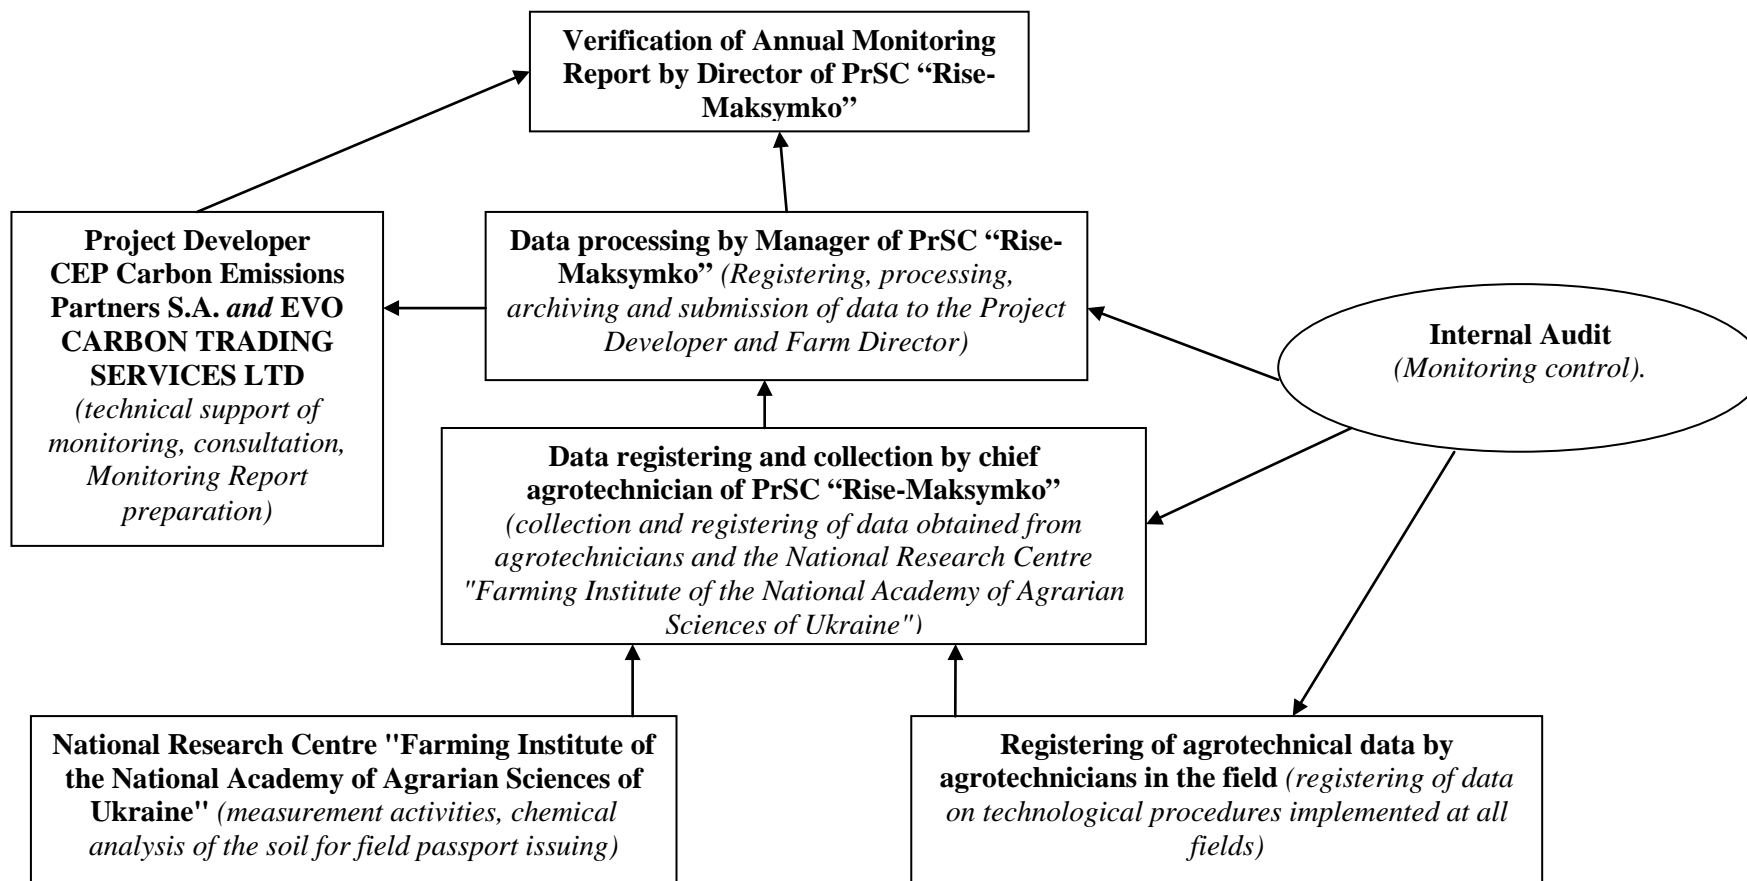 Verification of Annual Monitoring
Report by Director of PrSC “Rise-
Maksymko”
Project Developer
CEP Carbon Emissions
Partners S.A. and EVO
CARBON TRADING
SERVICES LTD
(technical support of
monitoring, consultation,
Monitoring Report
preparation)
Data processing by Manager of PrSC “Rise-
Maksymko” (Registering, processing,
archiving and submission of data to the Project
Developer and Farm Director)
Internal Audit
(Monitoring control).
Data registering and collection by chief
agrotechnician of PrSC “Rise-Maksymko”
(collection and registering of data obtained from
agrotechnicians and the National Research Centre
"Farming Institute of the National Academy of Agrarian
Sciences of Ukraine")
National Research Centre "Farming Institute of
the National Academy of Agrarian Sciences of
Ukraine" (measurement activities, chemical
analysis of the soil for field passport issuing)
Registering of agrotechnical data by
agrotechnicians in the field (registering of data
on technological procedures implemented at all
fields)